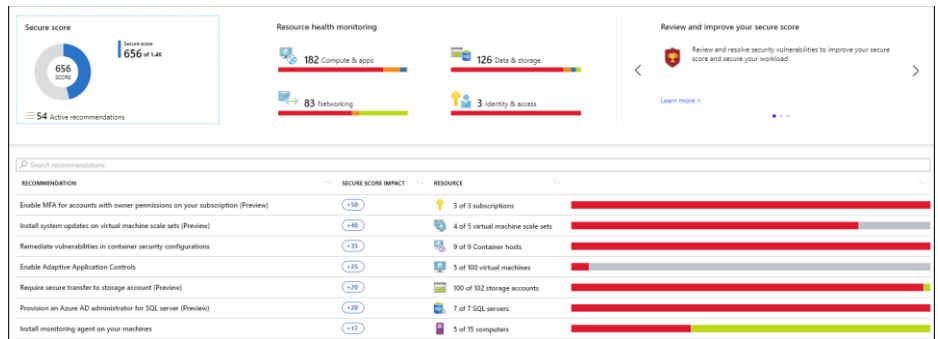 Secure score
Secure score
656 of 1.4K
656
SCORE
54 Active recommendations
Resource health monitoring
182 Compute & apps
126 Data & storage
83 Networking
3 Identity & access
Review and improve your secure score
Review and resolve security vulnerabilities to improve your secure
score and secure your workload
Learn more >
Search recommendations
RECOMMENDATION SECURE SCORE IMPACT RESOURCE
Enable MFA for accounts with owner permissions on your subscription (Preview) +50 3 of 3 subscriptions
Install system updates on virtual machine scale sets (Preview) +40 4 of 5 virtual machine scale sets
Remediate vulnerabilities in container security configurations +35 9 of 9 Container hosts
Enable Adaptive Application Controls +25 5 of 100 virtual machines
Require secure transfer to storage account (Preview) +20 100 of 102 storage accounts
Provision an Azure AD administrator for SQL server (Preview) +20 7 of 7 SQL servers
Install monitoring agent on your machines +17 5 of 15 computers